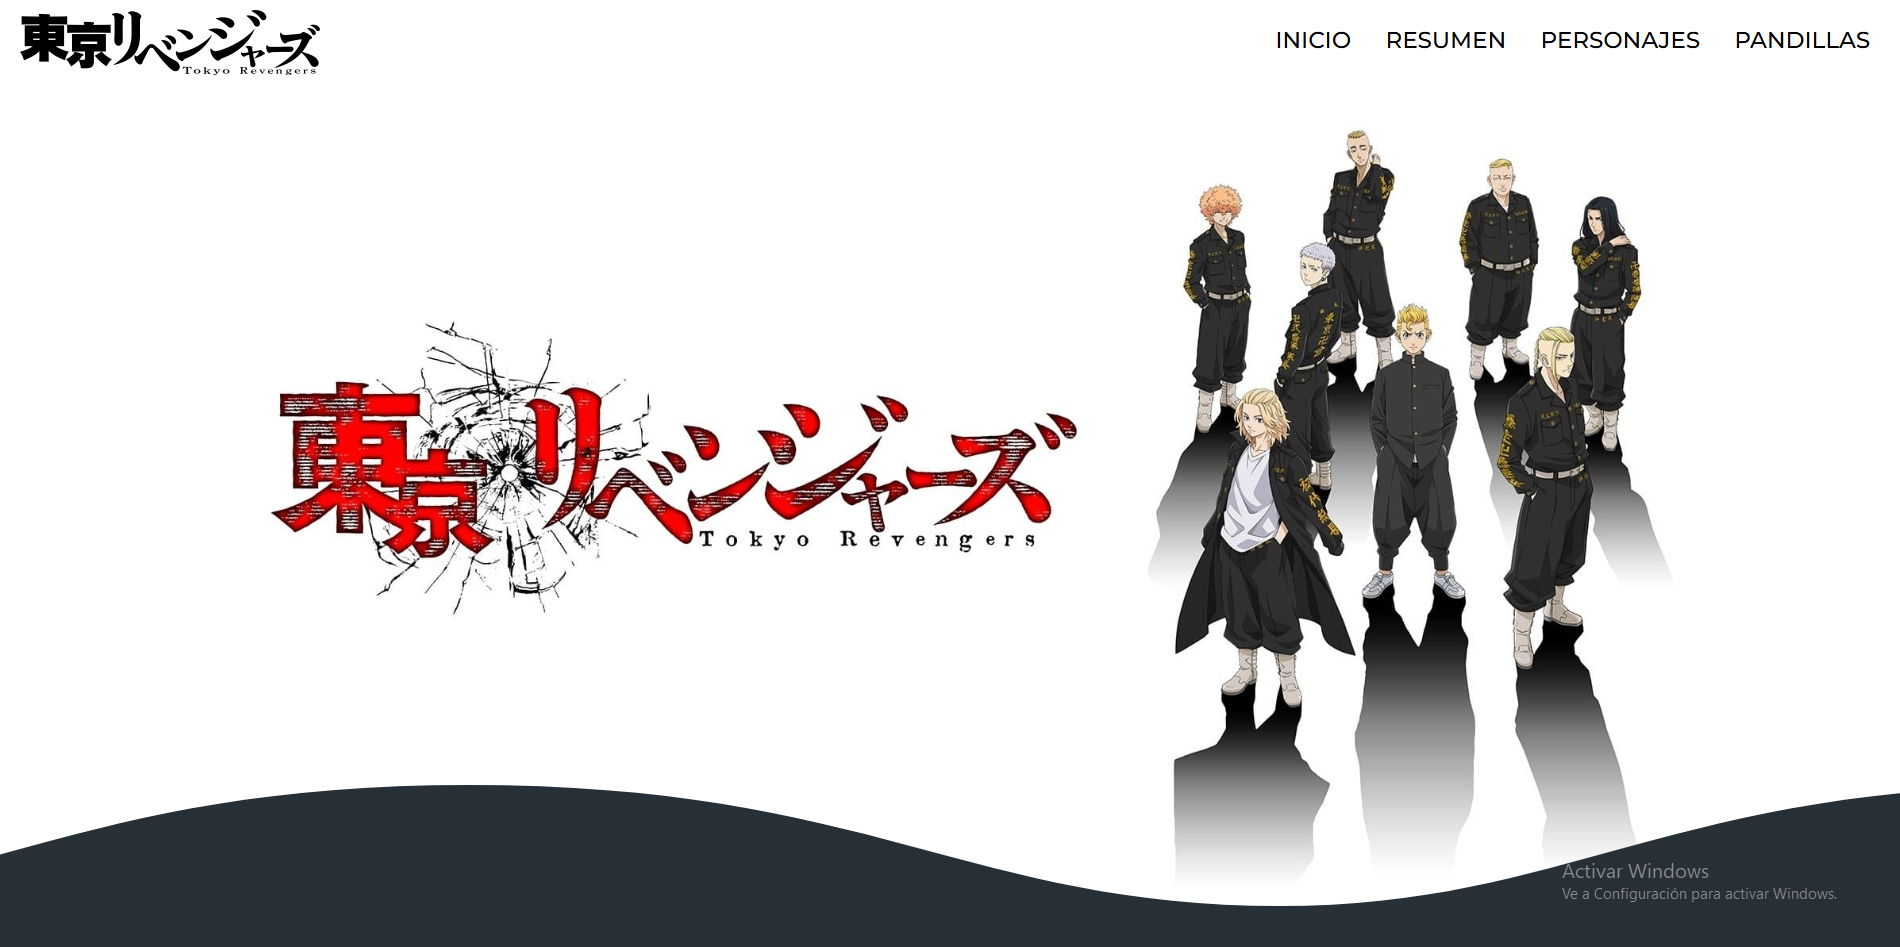 東京リベンジャーズ
Tokyo Revengers
INICIO RESUMEN PERSONAJES PANDILLAS
東京リベンジャーズ
Tokyo Revengers
Activar Windows
Ve a Configuración para activar Windows.